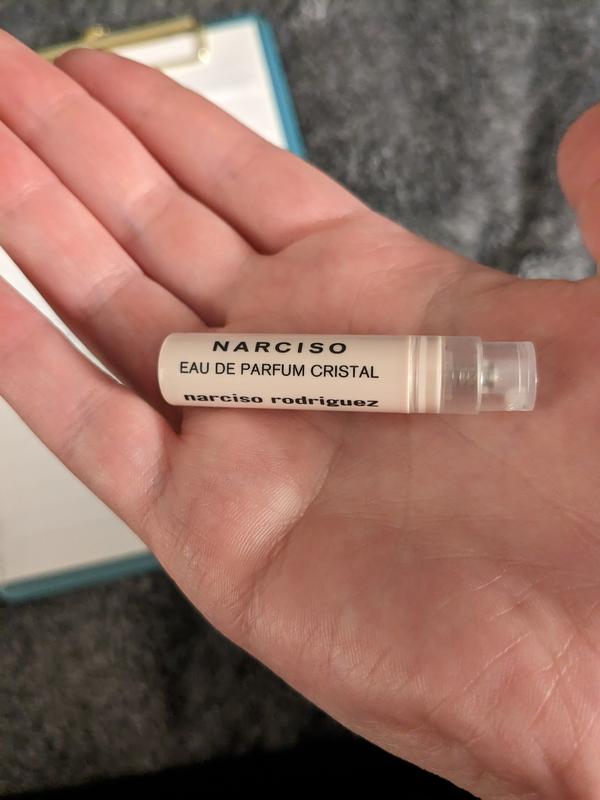 NARCISO
EAU DE PARFUM CRISTAL
narciso rodriguez